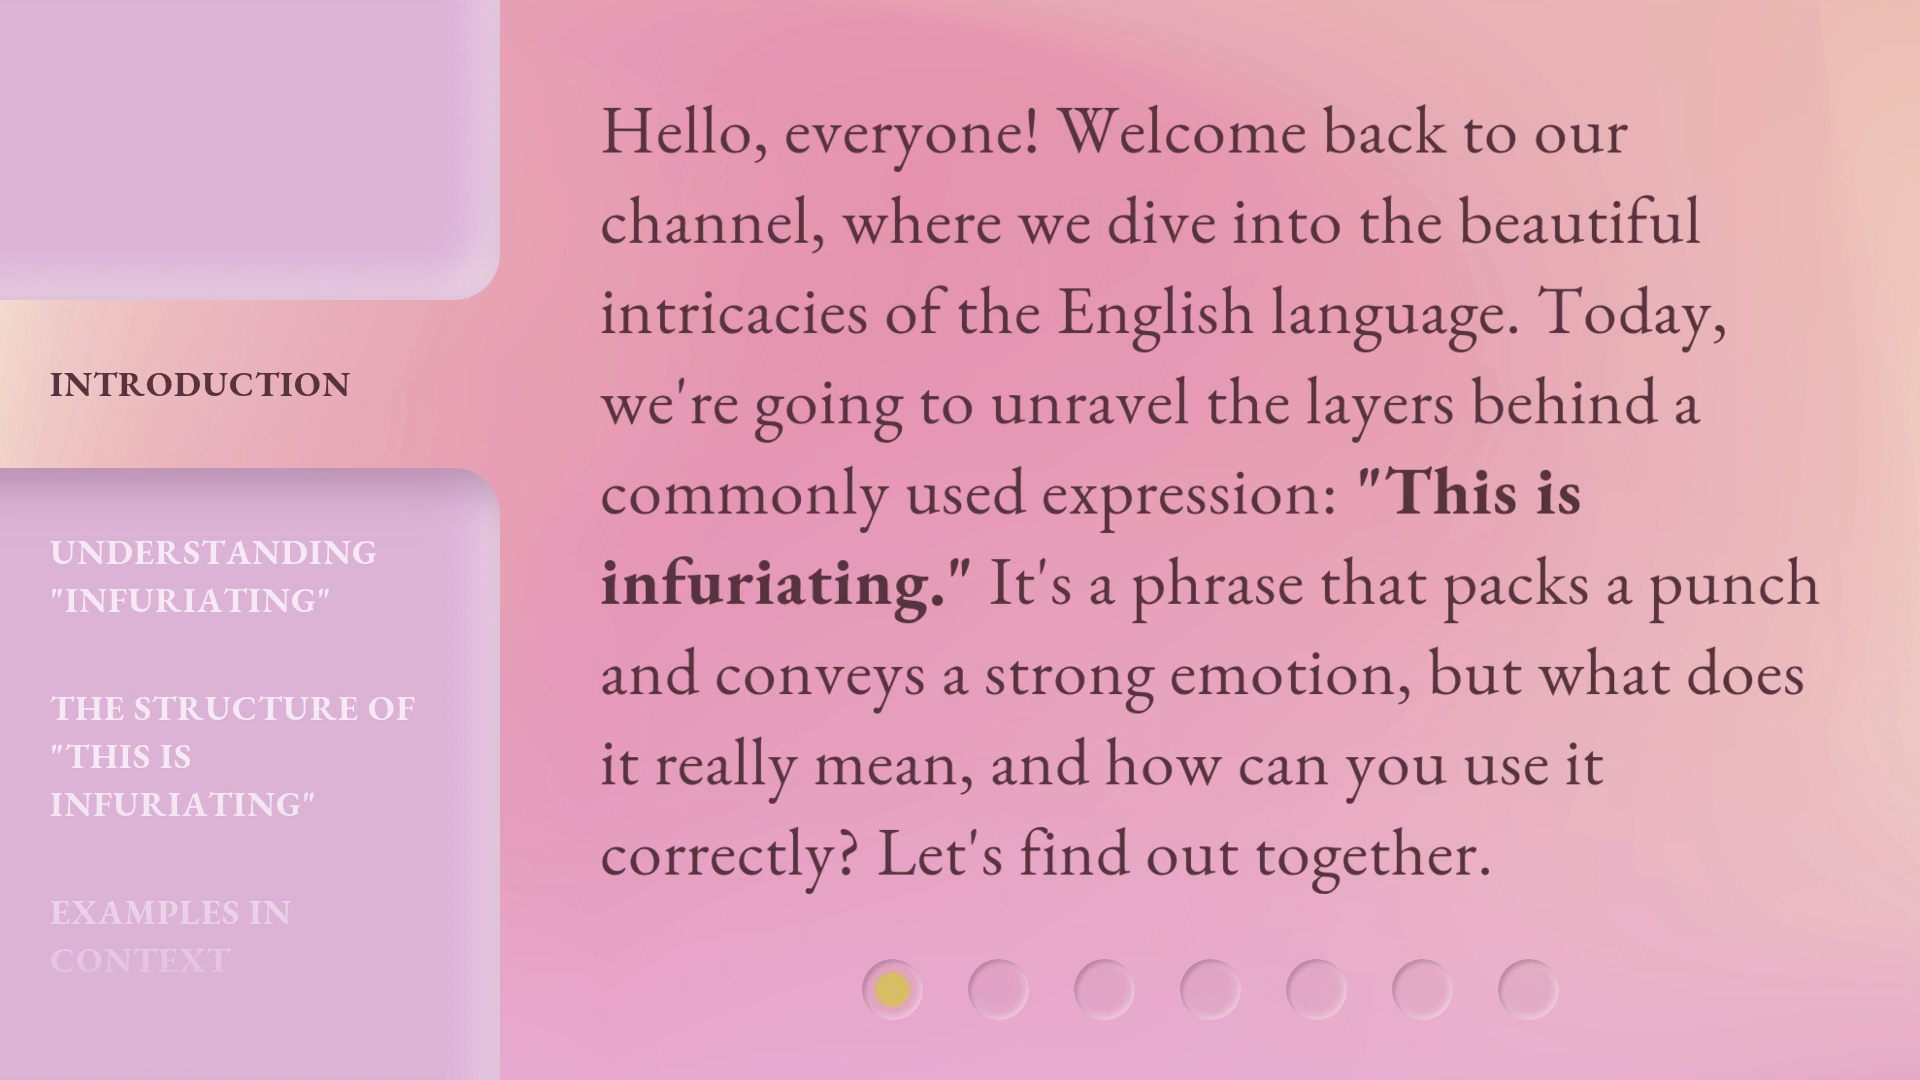 INTRODUCTION
UNDERSTANDING
"INFURIATING"
THE STRUCTURE OF
"THIS IS
INFURIATING"
EXAMPLES IN
CONTEXT
Hello, everyone! Welcome back to our
channel, where we dive into the beautiful
intricacies of the English language. Today,
we're going to unravel the layers behind a
commonly used expression: "This is
infuriating." It's a phrase that packs a punch
and conveys a strong emotion, but what does
it really mean, and how can you use it
correctly? Let's find out together.